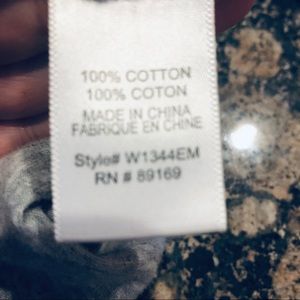 100% COTTON
100% COTON
MADE IN CHINA
FABRIQUE EN CHINE
Style# W1344EM
RN # 89169